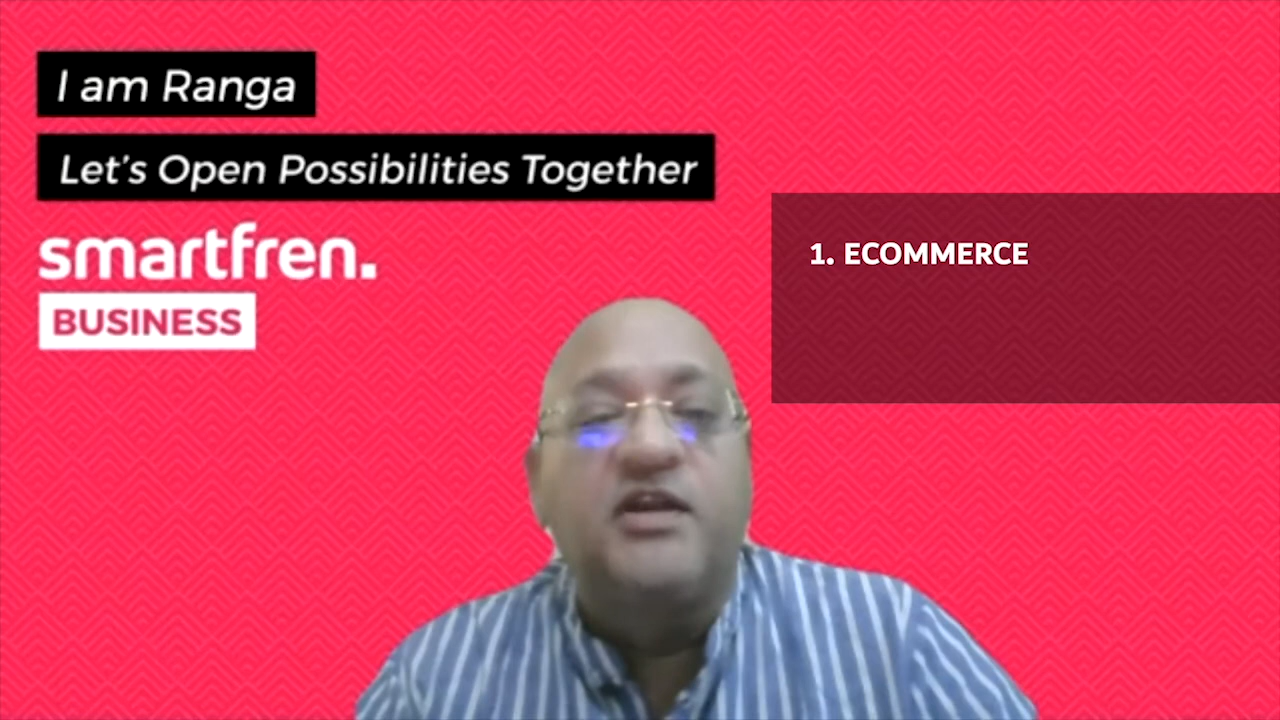 I am Ranga
Let's Open Possibilities Together
smartfren.
BUSINESS
1. ECOMMERCE